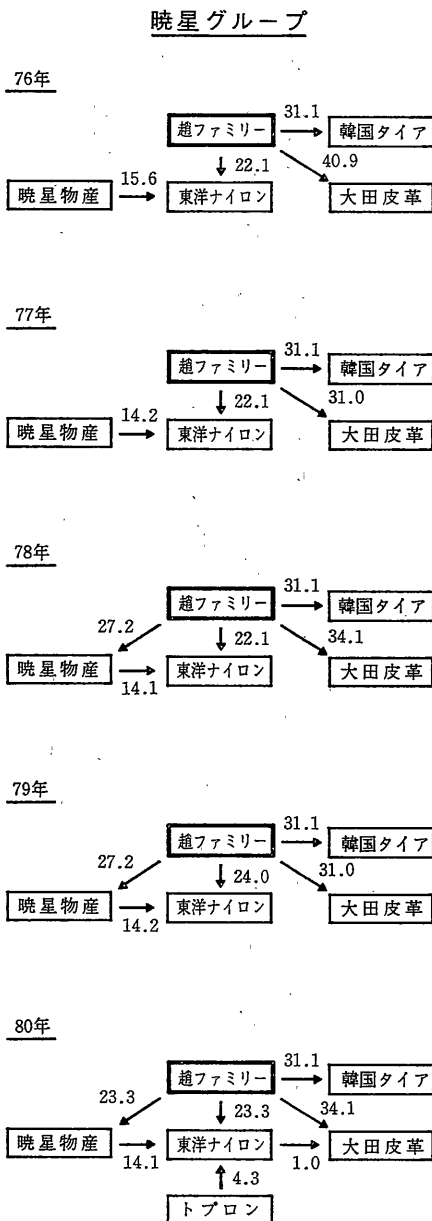 暁星グループ
76年
31.1
趙ファミリー 韓国タイア
22.1 40.9
15.6
暁星物産 東洋ナイロン 大田皮革
77年
31.1
趙ファミリー 韓国タイア
22.1 31.0
14.2
暁星物産 東洋ナイロン 大田皮革
78年
31.1
趙ファミリー 韓国タイア
27.2 22.1 34.1
暁星物産 東洋ナイロン 大田皮革
14.1
79年
31.1
趙ファミリー 韓国タイア
27.2 24.0 31.0
暁星物産 東洋ナイロン 大田皮革
14.2
80年
31.1
趙ファミリー 韓国タイア
23.3 23.3 34.1
暁星物産 東洋ナイロン 大田皮革
14.1 1.0
4.3
トプロン